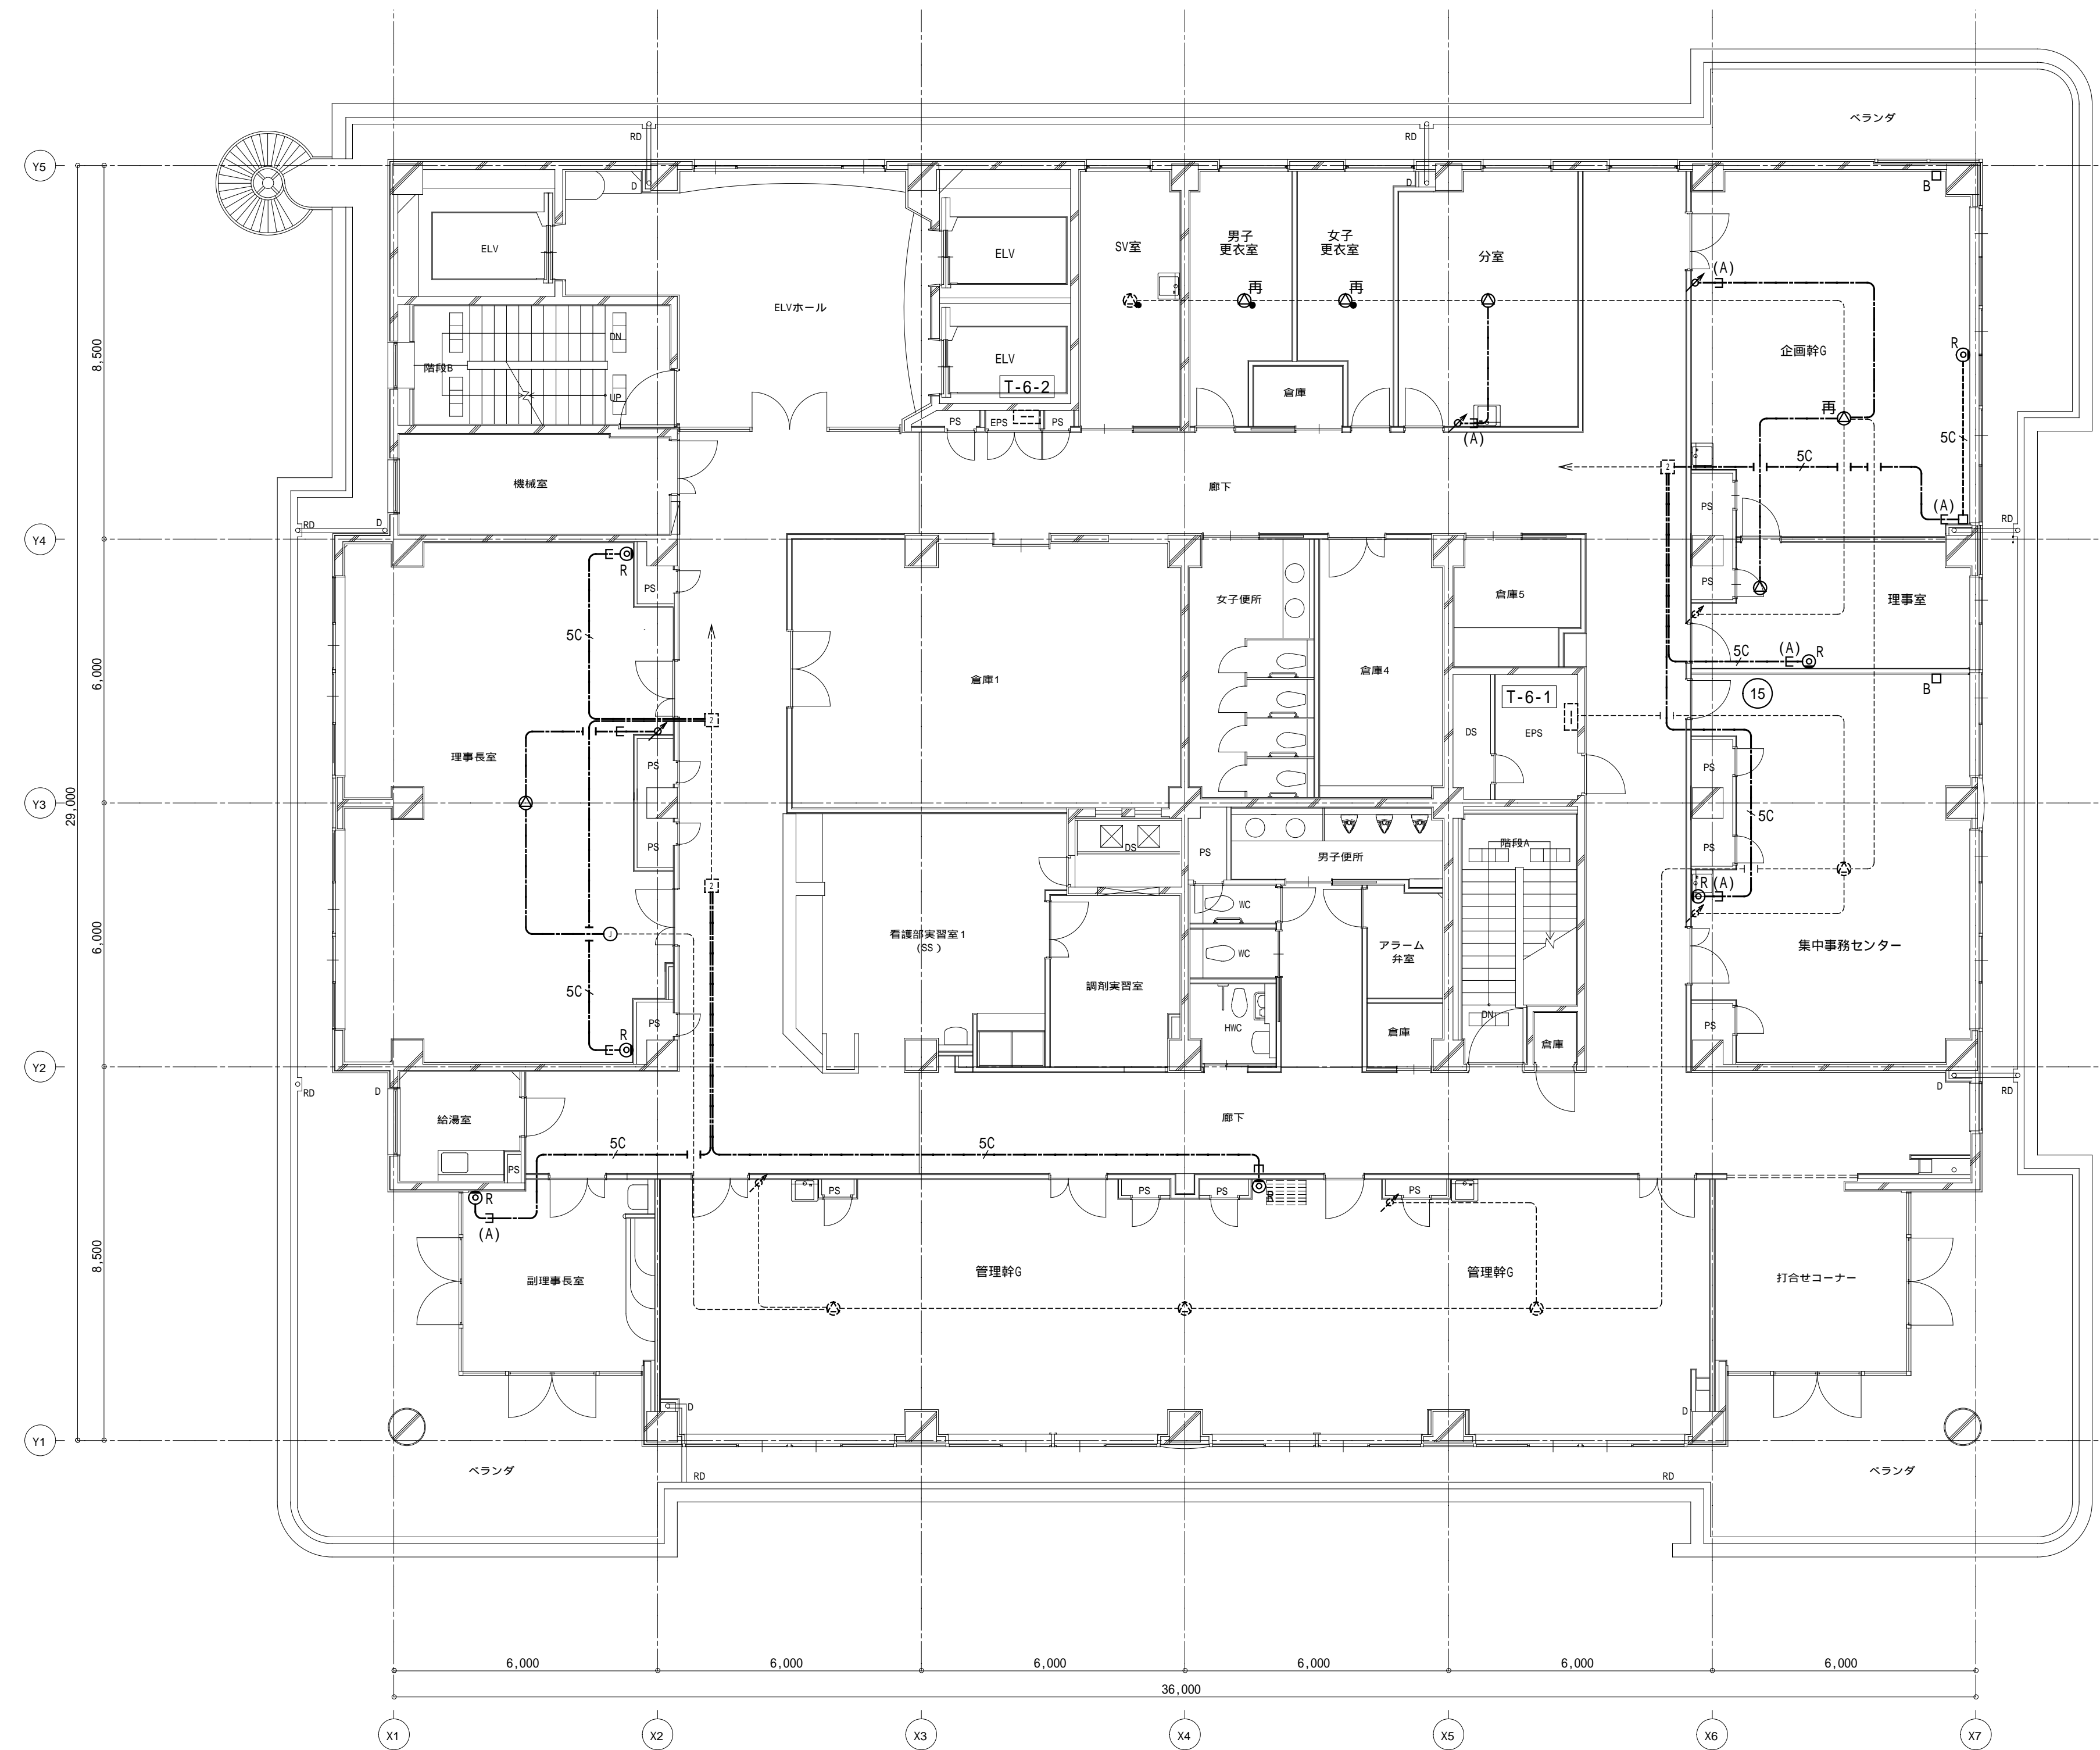 ベランダ
RD
RD
Y5
D
D
B
ELV
ELV
SV室
男子
更衣室
女子
更衣室
分室
(A)
再
再
ELVホール
DN
8,500
階段B
ELV
R
企画幹G
T-6-2
UP
倉庫
再
PS
EPS
PS
(A)
5C
5C
2
機械室
廊下
PS
(A)
RD
D
RD
Y4
R
PS
PS
女子便所
倉庫5
理事室
5C
(A)
R
5C
6,000
倉庫1
倉庫4
B
15
T-6-1
2
DS
EPS
理事長室
PS
PS
29,000
Y3
5C
PS
DS
PS
階段A
男子便所
PS
2
R
(A)
WC
J
看護部実習室1
(SS)
アラーム
弁室
集中事務センター
6,000
WC
5C
調剤実習室
PS
HWC
DN
PS
R
倉庫
倉庫
Y2
RD
D
D
RD
給湯室
廊下
5C
5C
PS
R
PS
PS
PS
R
PS
(A)
8,500
副理事長室
管理幹G
管理幹G
打合せコーナー
D
D
Y1
ベランダ
RD
RD
ベランダ
6,000
6,000
6,000
6,000
6,000
6,000
36,000
X1
X2
X3
X4
X5
X6
X7